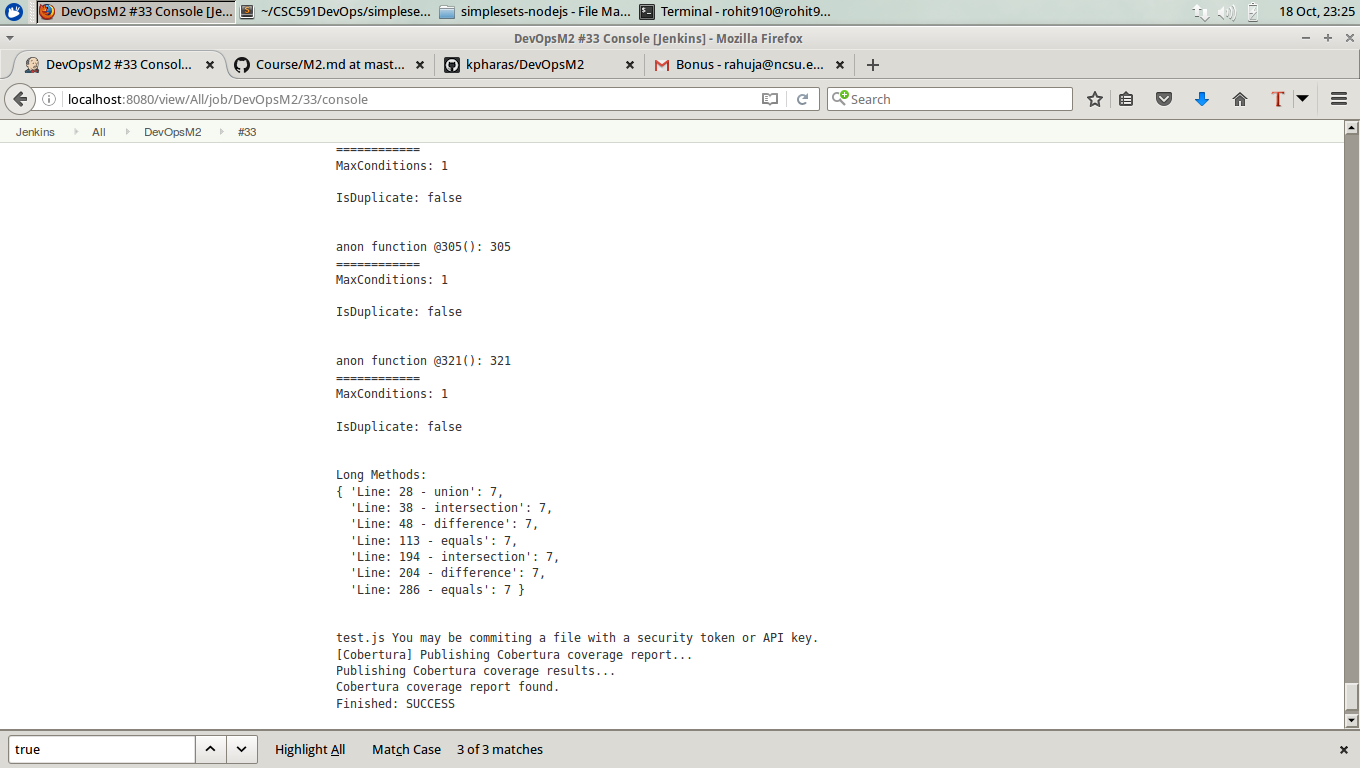 DevOpsM2 #33 Console [Je...
~/CSC591DevOps/simplese...
simplesets-nodejs - File Ma...
Terminal - rohit910@rohit9...
18 Oct, 23:25
DevOpsM2 #33 Console [Jenkins] - Mozilla Firefox
DevOpsM2 #33 Consol...
Course/M2.md at mast...
kpharas/DevOpsM2
Bonus - rahuja@ncsu.e...
localhost:8080/view/All/job/DevOpsM2/33/console
Search
Jenkins All DevOpsM2 #33
============
MaxConditions: 1
IsDuplicate: false
anon function @305(): 305
============
MaxConditions: 1
IsDuplicate: false
anon function @321(): 321
============
MaxConditions: 1
IsDuplicate: false
Long Methods:
{ 'Line: 28 - union': 7,
'Line: 38 - intersection': 7,
'Line: 48 - difference': 7,
'Line: 113 - equals': 7,
'Line: 194 - intersection': 7,
'Line: 204 - difference': 7,
'Line: 286 - equals': 7 }
test.js You may be commiting a file with a security token or API key.
[Cobertura] Publishing Cobertura coverage report...
Publishing Cobertura coverage results...
Cobertura coverage report found.
Finished: SUCCESS
true
Highlight All
Match Case
3 of 3 matches